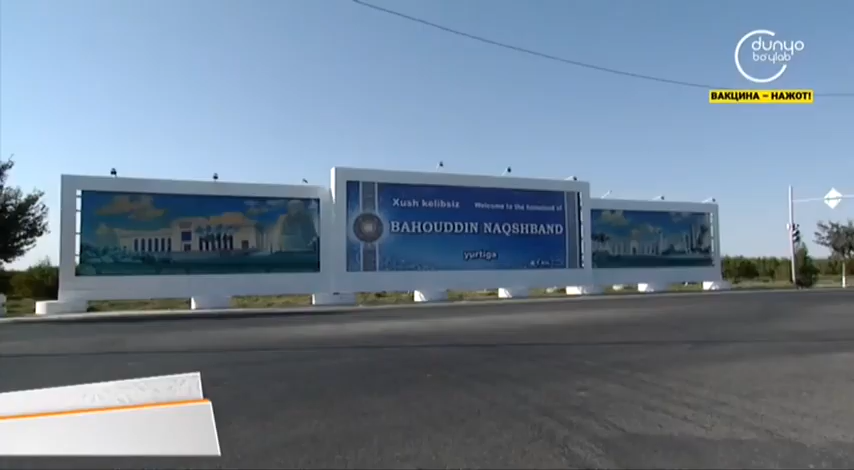 dunyo
bo'ylab
ВАКЦИНА – НАЖОТ!
Xush kelibsiz
Welcome to the homeland of
BAHOUDDIN NAQSHBAND
yurtiga